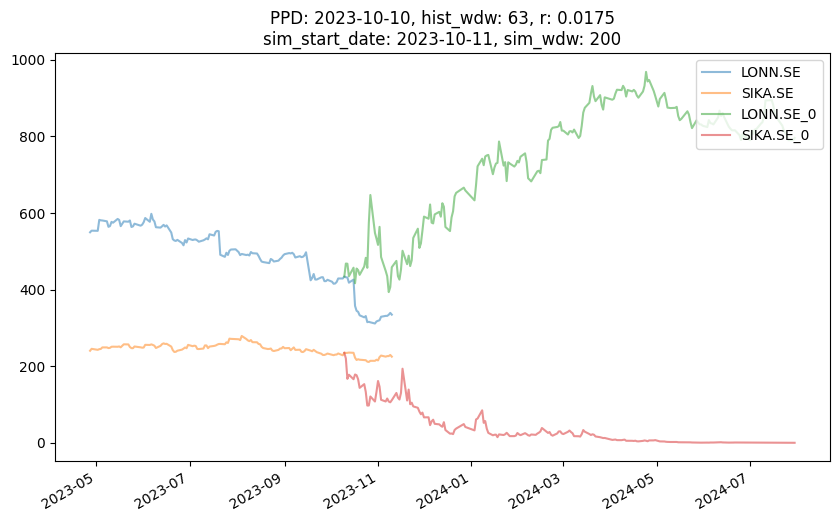 PPD: 2023-10-10, hist_wdw: 63, r: 0.0175
sim_start_date: 2023-10-11, sim_wdw: 200
LONN.SE
SIKA.SE
LONN.SE_0
SIKA.SE_0
1000
800
600
400
200
0
2023-05
2023-07
2023-09
2023-11
2024-01
2024-03
2024-05
2024-07